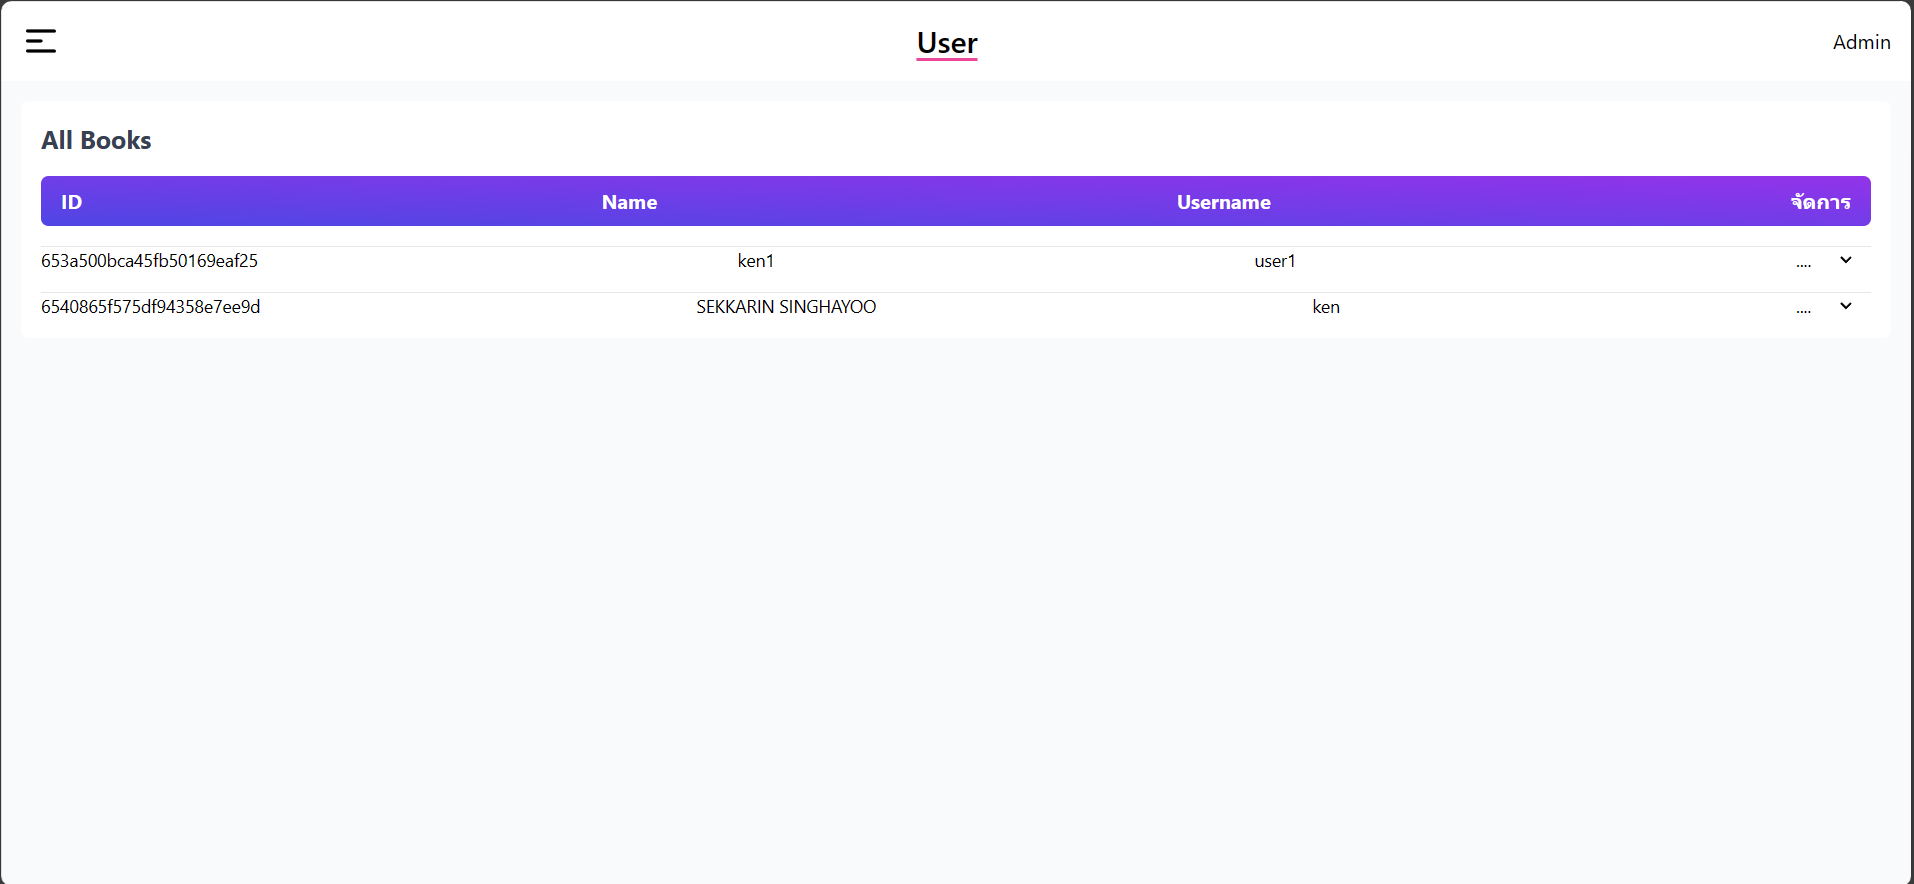 User Admin
All Books
ID Name Username จัดการ
653a500bca45fb50169eaf25 ken1 user1 ....
6540865f575df94358e7ee9d SEKKARIN SINGHAYOO ken ....